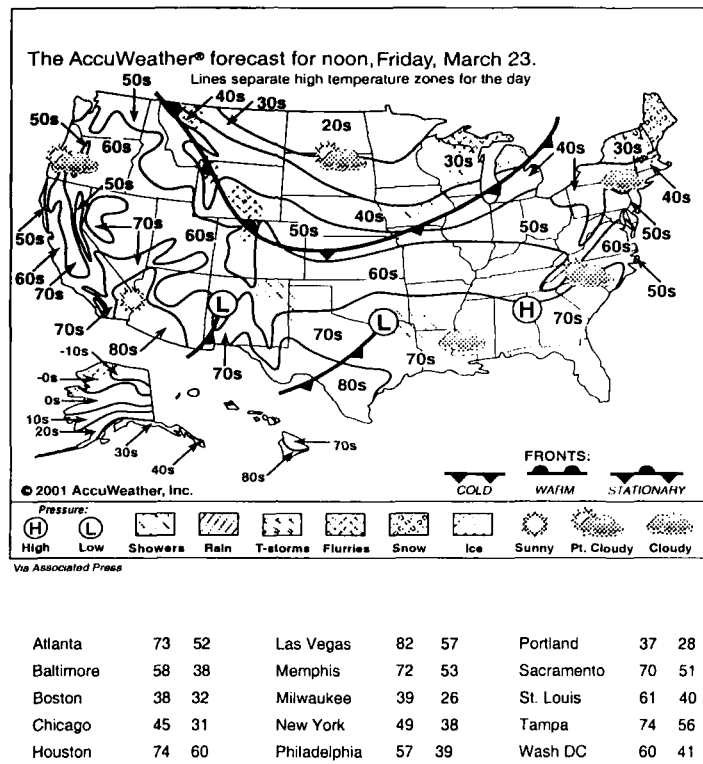 The AccuWeather® forecast for noon, Friday, March 23.
Lines separate high temperature zones for the day
50s
40s
30s
50s
60s
20s
30s
40s
30s
40s
50s
70s
60s
50s
40s
50s
50s
50s
60s
60s
60s
70s
50s
L
L
H
70s
70s
80s
70s
70s
70s
80s
-10s
-0s
0s
10s
20s
30s
40s
70s
80s
FRONTS:
COLD WARM STATIONARY
© 2001 AccuWeather, Inc.
Pressure:
H L
High Low Showers Rain T-storms Flurries Snow Ice Sunny Pt. Cloudy Cloudy
Via Associated Press
Atlanta 73 52 Las Vegas 82 57 Portland 37 28
Baltimore 58 38 Memphis 72 53 Sacramento 70 51
Boston 38 32 Milwaukee 39 26 St. Louis 61 40
Chicago 45 31 New York 49 38 Tampa 74 56
Houston 74 60 Philadelphia 57 39 Wash DC 60 41